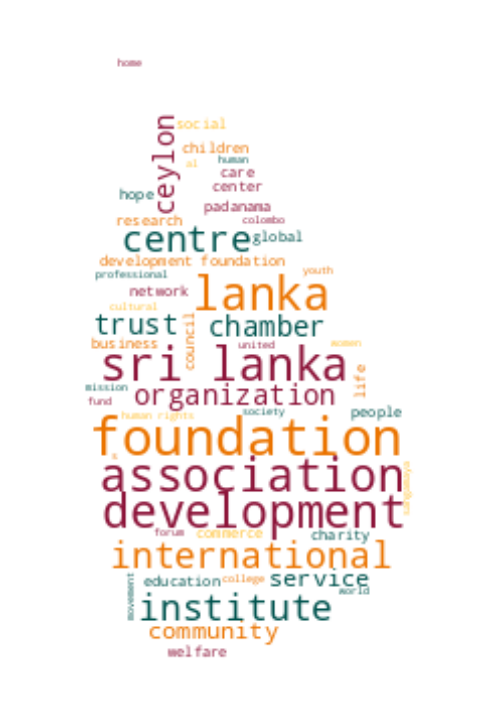 home
ceylon
social
children
al
human
care
center
hope
padanama
research
colombo
centre
global
development foundation
professional
youth
network
lanka
cultural
trust
council
chamber
business
united
women
sri lanka
life
mission
organization
fund
human rights
society
people
foundation
a
association
sangamaya
development
forum
commerce
charity
international
movement
education
college
service
world
institute
community
welfare